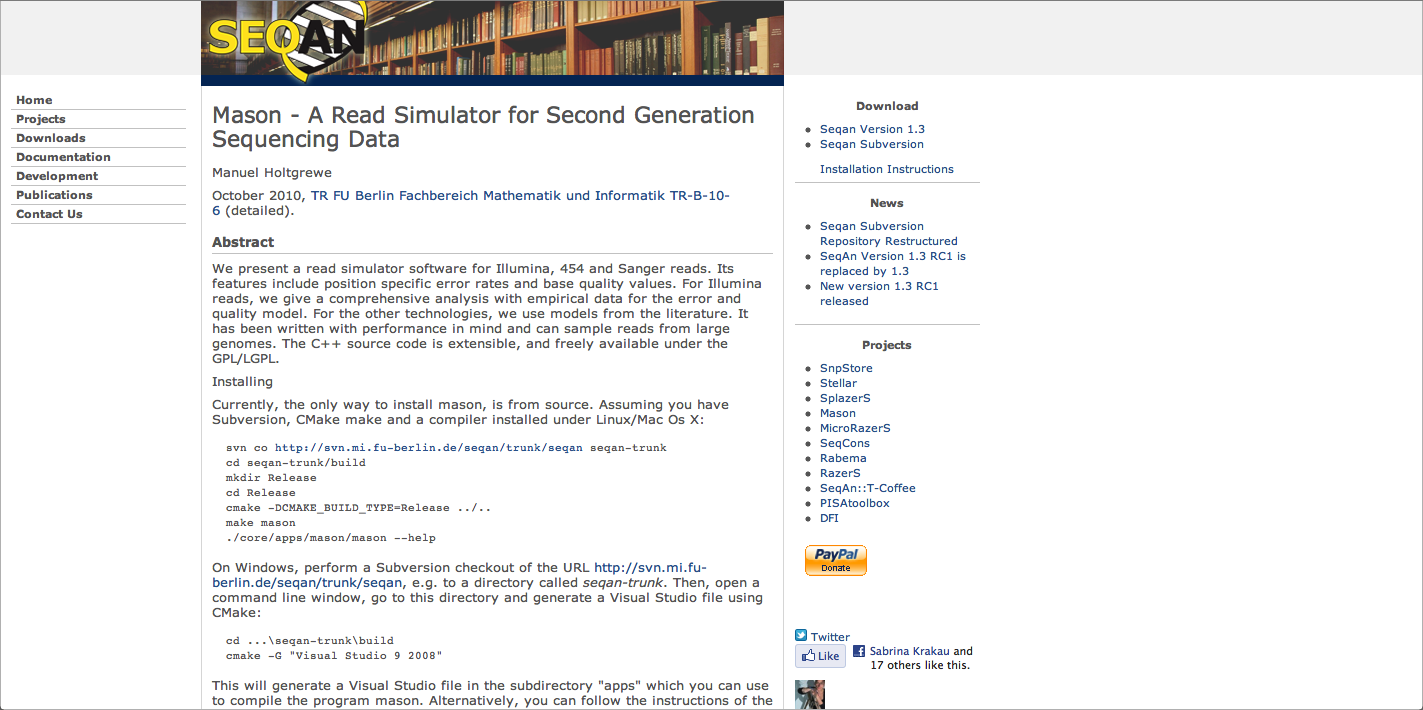 SEQAN
Home
Projects
Downloads
Documentation
Development
Publications
Contact Us
Mason - A Read Simulator for Second Generation
Sequencing Data
Manuel Holtgrewe
October 2010, TR FU Berlin Fachbereich Mathematik und Informatik TR-B-10-
6 (detailed).
Abstract
We present a read simulator software for Illumina, 454 and Sanger reads. Its
features include position specific error rates and base quality values. For Illumina
reads, we give a comprehensive analysis with empirical data for the error and
quality model. For the other technologies, we use models from the literature. It
has been written with performance in mind and can sample reads from large
genomes. The C++ source code is extensible, and freely available under the
GPL/LGPL.
Installing
Currently, the only way to install mason, is from source. Assuming you have
Subversion, CMake make and a compiler installed under Linux/Mac Os X:
svn co http://svn.mi.fu-berlin.de/seqan/trunk/seqan seqan-trunk
cd seqan-trunk/build
mkdir Release
cd Release
cmake -DCMAKE_BUILD_TYPE=Release ../..
make mason
./core/apps/mason/mason --help
On Windows, perform a Subversion checkout of the URL http://svn.mi.fu-
berlin.de/seqan/trunk/seqan, e.g. to a directory called seqan-trunk. Then, open a
command line window, go to this directory and generate a Visual Studio file using
CMake:
cd ...\seqan-trunk\build
cmake -G "Visual Studio 9 2008"
This will generate a Visual Studio file in the subdirectory "apps" which you can use
to compile the program mason. Alternatively, you can follow the instructions of the
Download
Seqan Version 1.3
Seqan Subversion
Installation Instructions
News
Seqan Subversion
Repository Restructured
SeqAn Version 1.3 RC1 is
replaced by 1.3
New version 1.3 RC1
released
Projects
SnpStore
Stellar
SplazerS
Mason
MicroRazerS
SeqCons
Rabema
RazerS
SeqAn::T-Coffee
PISAtoolbox
DFI
PayPal
Donate
Twitter
Like
Sabrina Krakau and
17 others like this.